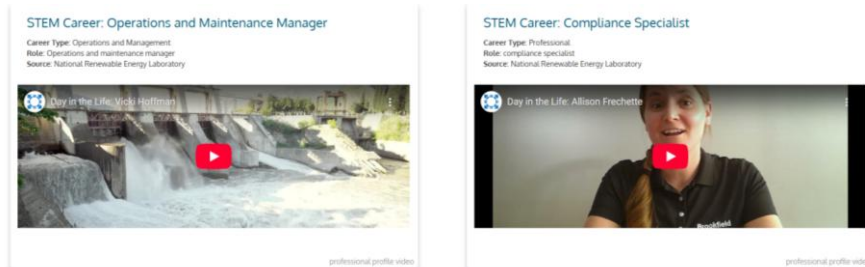 STEM Career: Operations and Maintenance Manager
Career Type: Operations and Management
Role: Operations and maintenance manager
Source: National Renewable Energy Laboratory
Day in the Life: Vicki Hoffman
professional profile video
STEM Career: Compliance Specialist
Career Type: Professional
Role: compliance specialist
Source: National Renewable Energy Laboratory
Day in the Life: Allison Frechette
Brookfield
professional profile vide